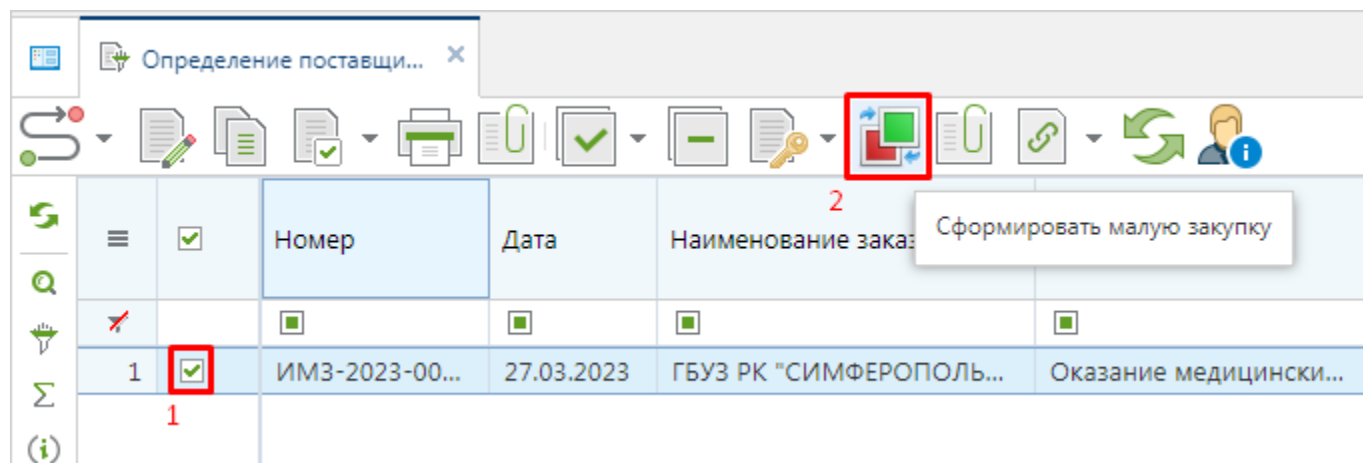 Определение поставщи...
2
Сформировать малую закупку
Номер Дата Наименование заказ
1 ИМЗ-2023-00... 27.03.2023 ГБУЗ РК "СИМФЕРОПОЛЬ... Оказание медицински...
1